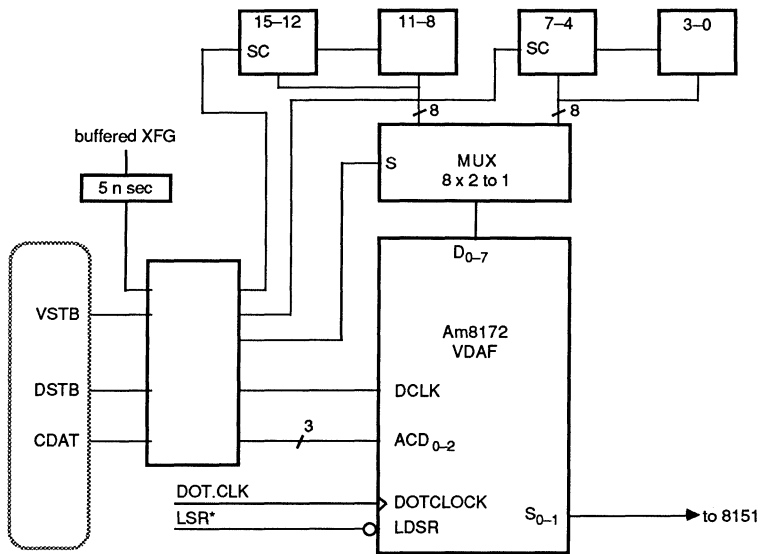 15–12
11–8
7–4
3–0
SC
SC
8
8
buffered XFG
5 n sec
S
MUX
8 x 2 to 1
D0–7
VSTB
Am8172
VDAF
DSTB
DCLK
CDAT
3
ACD0–2
DOT.CLK
DOTCLOCK
LSR*
LDSR
S0–1
to 8151